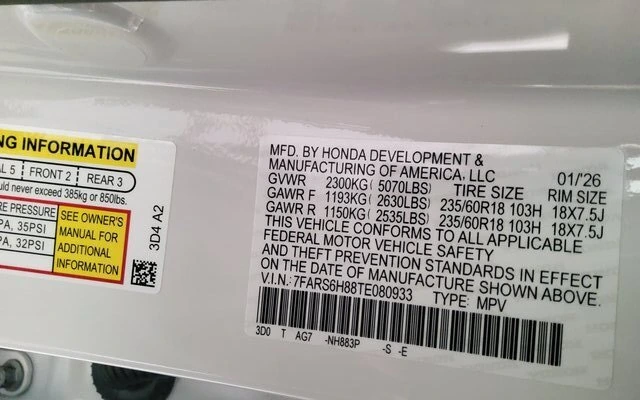 NG INFORMATION
AL 5 FRONT 2 REAR 3
uld never exceed 385kg or 850lbs.
RE PRESSURE
PA, 35PSI
PA, 32PSI
SEE OWNER'S
MANUAL FOR
ADDITIONAL
INFORMATION
3D4 A2
MFD. BY HONDA DEVELOPMENT &
MANUFACTURING OF AMERICA, LLC 01/'26
GVWR 2300KG( 5070LBS) TIRE SIZE RIM SIZE
GAWR F 1193KG( 2630LBS) 235/60R18 103H 18X7.5J
GAWR R 1150KG( 2535LBS) 235/60R18 103H 18X7.5J
THIS VEHICLE CONFORMS TO ALL APPLICABLE
FEDERAL MOTOR VEHICLE SAFETY
AND THEFT PREVENTION STANDARDS IN EFFECT
ON THE DATE OF MANUFACTURE SHOWN ABOVE.
V.I.N.: 7FARS6H88TE080933 TYPE: MPV
3D0 T AG7 -NH883P -S -E